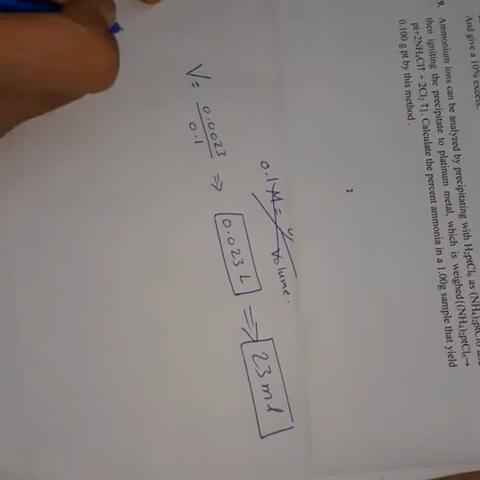 And give a 10% excess.
9. Ammonium ions can be analyzed by precipitating with H₂ptCl₆ as (NH₄)₂ptCl₆ and
then igniting the precipitate to platinum metal, which is weighed{(NH₄)₂ptCl₆→
pt+2NH₄Cl↑ + 2Cl₂↑}. Calculate the percent ammonia in a 1.00g sample that yield
0.100 g pt by this method .
1
0.1 M = Volume.
V = 0.0023 / 0.1 ⇒ 0.023 L ⇒ 23 ml